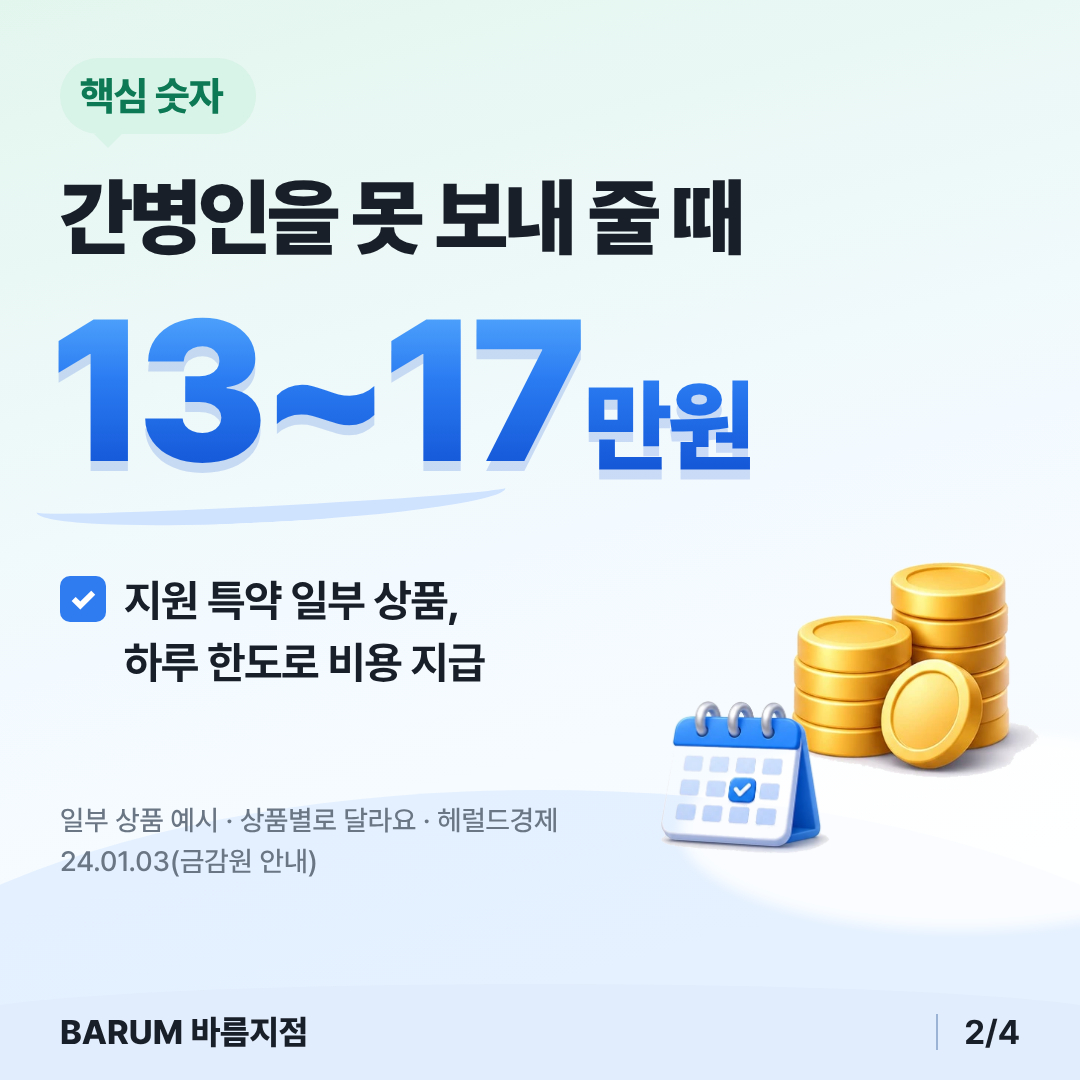 핵심 숫자
간병인을 못 보내 줄 때
13~17만원
지원 특약 일부 상품,
하루 한도로 비용 지급
일부 상품 예시 · 상품별로 달라요 · 헤럴드경제
24.01.03(금감원 안내)
BARUM 바름지점
2/4